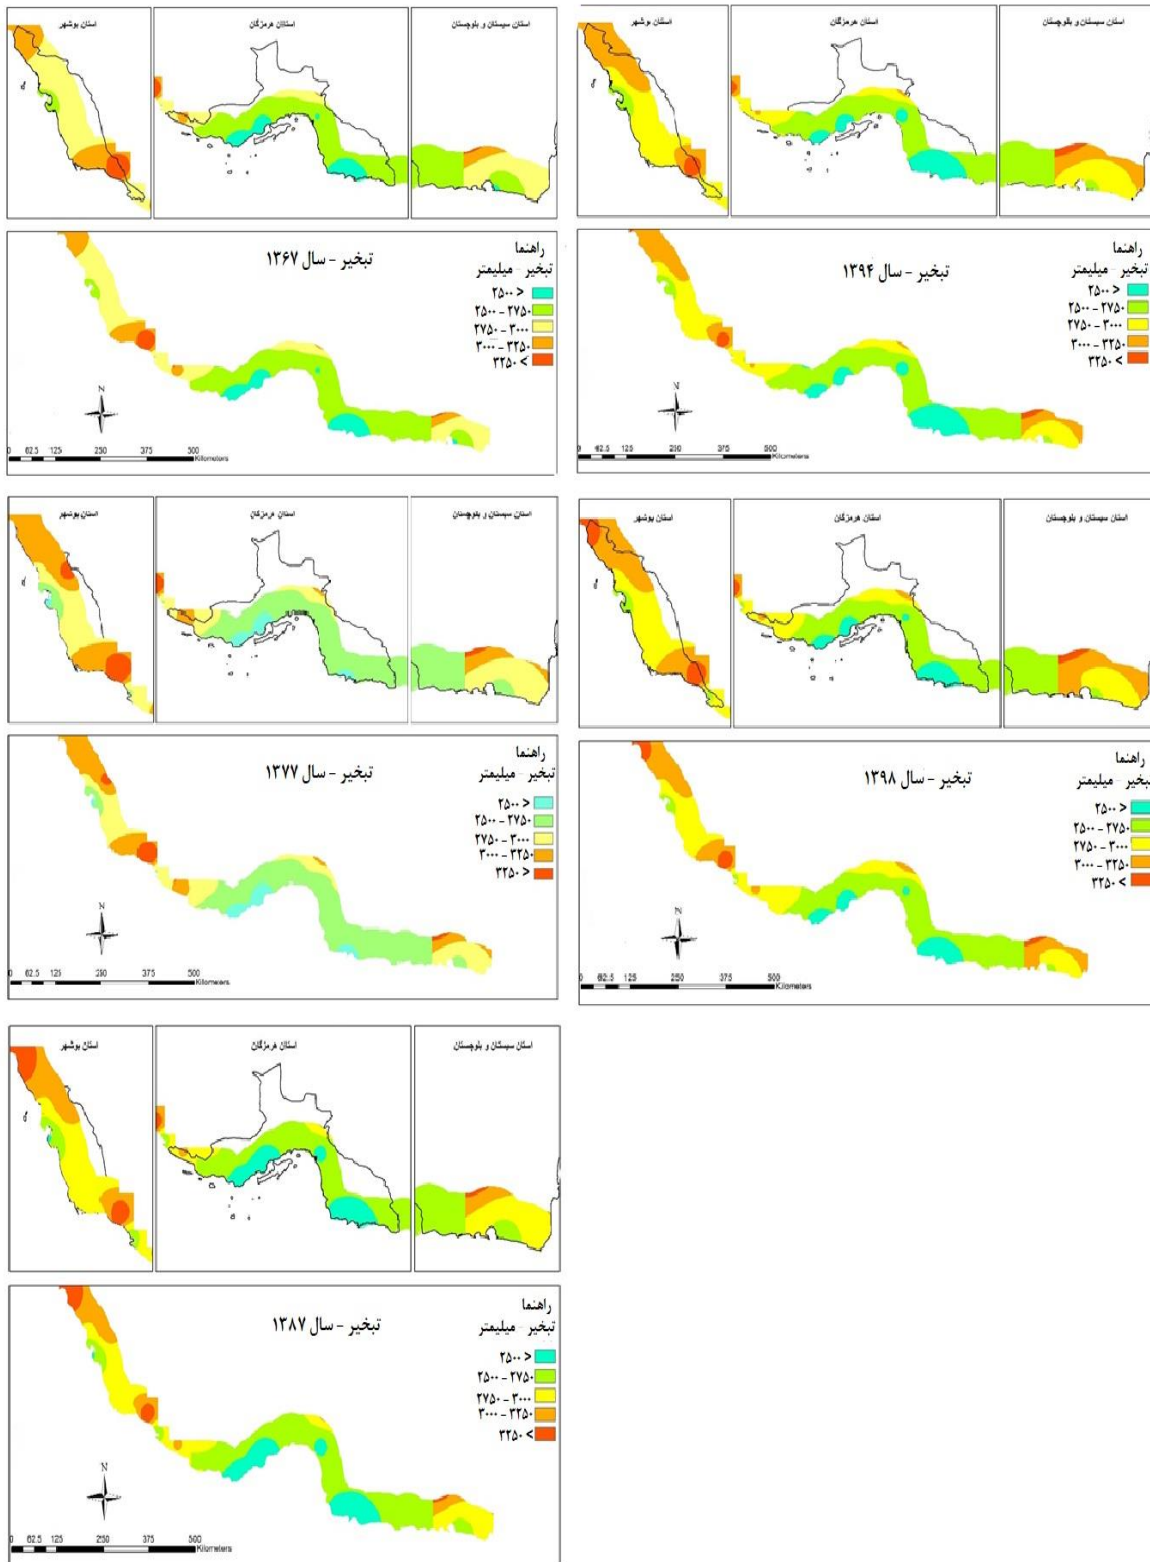 استان بوشهر
استان هرمزگان
استان سیستان و بلوچستان
تبخیر - سال ۱۳۶۷
راهنما
تبخیر - میلیمتر
۲۵۰۰ >
۲۵۰۰ - ۲۷۵۰
۲۷۵۰ - ۳۰۰۰
۳۰۰۰ - ۳۲۵۰
۳۲۵۰ <
N
0 62.5 125 250 375 500
Kilometers
استان بوشهر
استان هرمزگان
استان سیستان و بلوچستان
تبخیر - سال ۱۳۹۴
راهنما
تبخیر - میلیمتر
۲۵۰۰ >
۲۵۰۰ - ۲۷۵۰
۲۷۵۰ - ۳۰۰۰
۳۰۰۰ - ۳۲۵۰
۳۲۵۰ <
N
0 62.5 125 250 375 500
Kilometers
استان بوشهر
استان هرمزگان
استان سیستان و بلوچستان
تبخیر - سال ۱۳۷۷
راهنما
تبخیر - میلیمتر
۲۵۰۰ >
۲۵۰۰ - ۲۷۵۰
۲۷۵۰ - ۳۰۰۰
۳۰۰۰ - ۳۲۵۰
۳۲۵۰ >
N
0 62.5 125 250 375 500
Kilometers
استان بوشهر
استان هرمزگان
استان سیستان و بلوچستان
تبخیر - سال ۱۳۹۸
راهنما
تبخیر - میلیمتر
۲۵۰۰ >
۲۵۰۰ - ۲۷۵۰
۲۷۵۰ - ۳۰۰۰
۳۰۰۰ - ۳۲۵۰
۳۲۵۰ <
N
0 62.5 125 250 375 500
Kilometers
استان بوشهر
استان هرمزگان
استان سیستان و بلوچستان
تبخیر - سال ۱۳۸۷
راهنما
تبخیر - میلیمتر
۲۵۰۰ >
۲۵۰۰ - ۲۷۵۰
۲۷۵۰ - ۳۰۰۰
۳۰۰۰ - ۳۲۵۰
۳۲۵۰ <
N
0 62.5 125 250 375 500
Kilometers